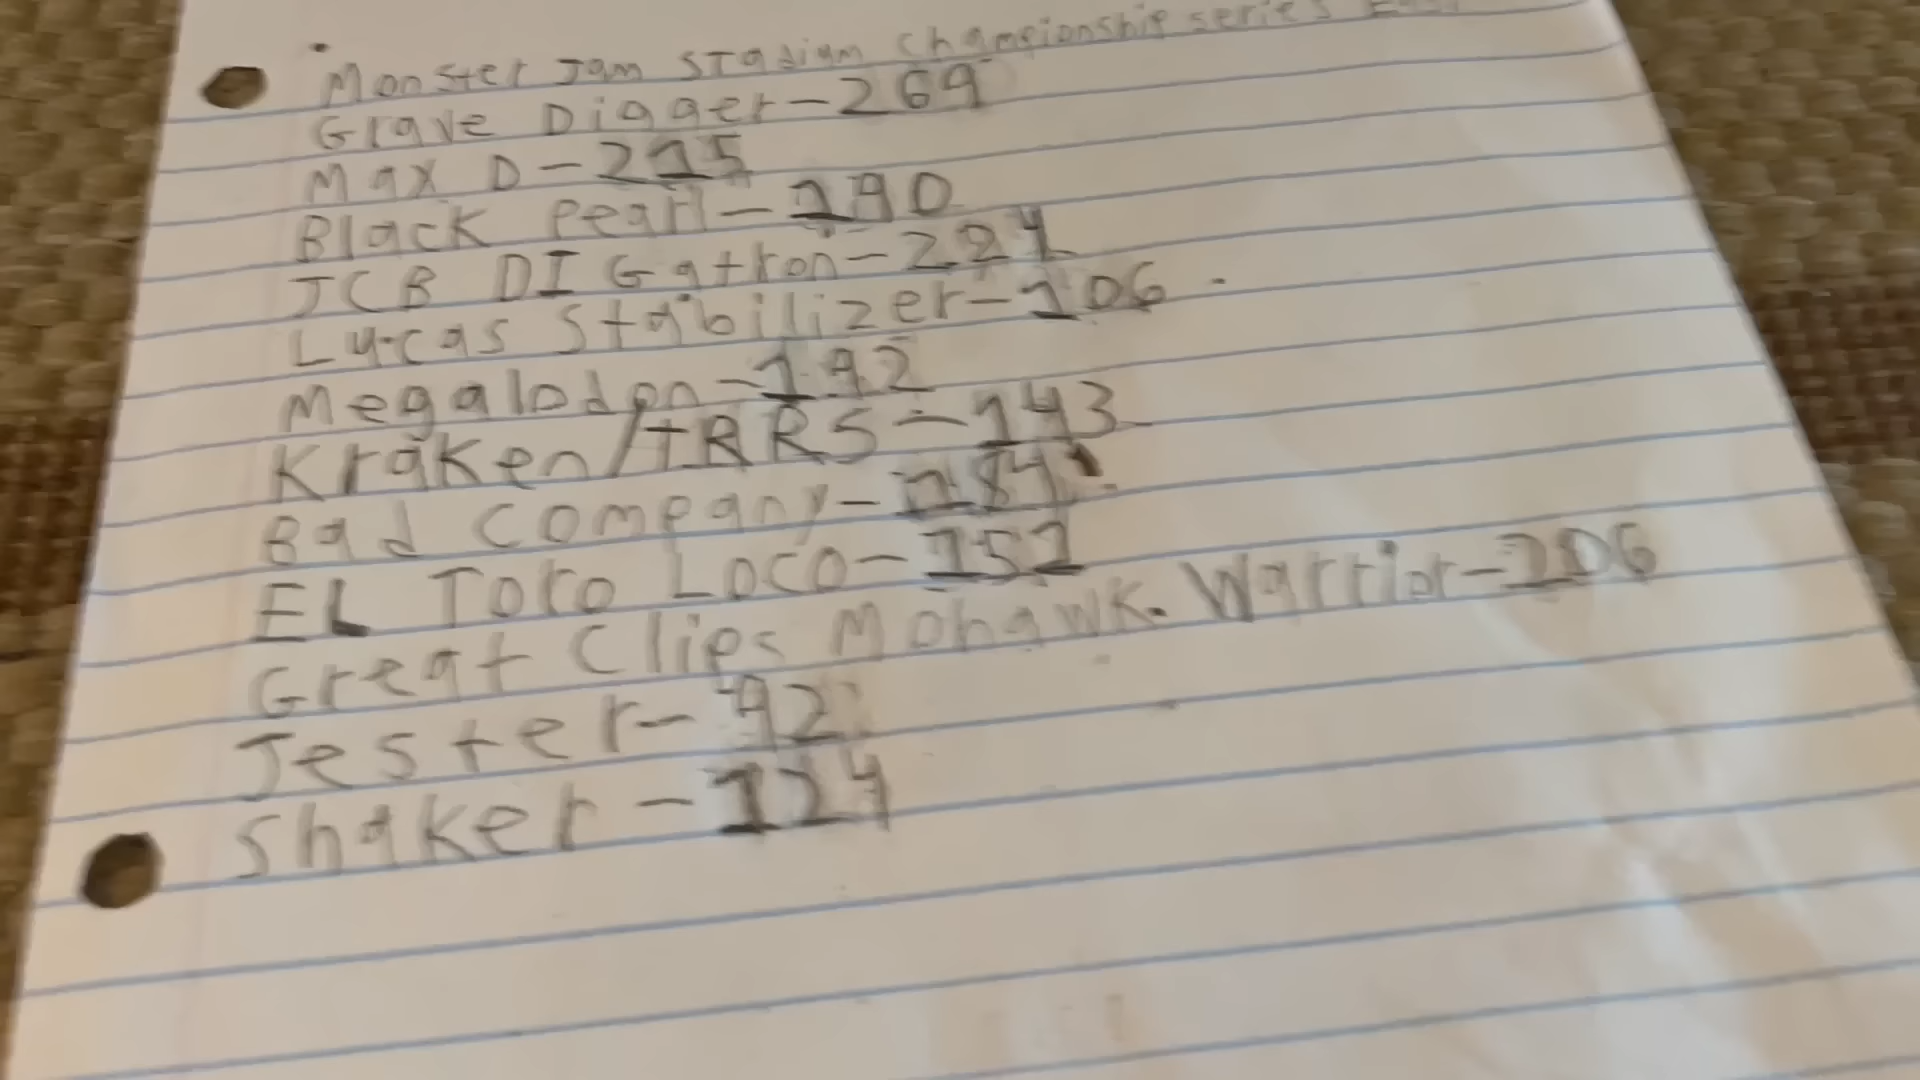 Monster Jam Stadium Championship series
Grave Digger-269
Max D-215
Black Pearl-190
JCB DIGatron-224
Lucas Stabilizer-106
Megalodon-192
Kraken/TRRS-143
Bad Company-184
EL Toro Loco-152
Great Clips Mohawk Warrior-206
Jester-92
Shaker-124